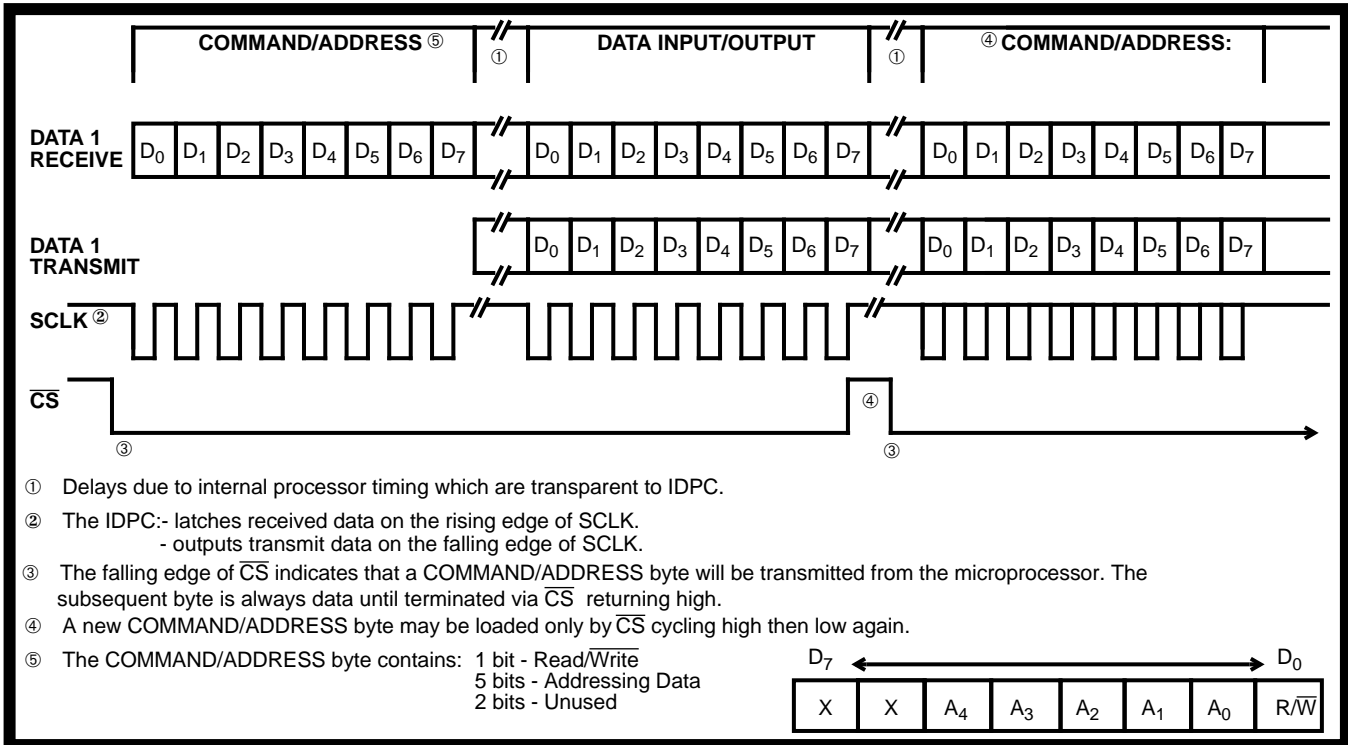 COMMAND/ADDRESS ⑤ ① DATA INPUT/OUTPUT ① ④ COMMAND/ADDRESS:
DATA 1
RECEIVE D0 D1 D2 D3 D4 D5 D6 D7 D0 D1 D2 D3 D4 D5 D6 D7 D0 D1 D2 D3 D4 D5 D6 D7
DATA 1
TRANSMIT D0 D1 D2 D3 D4 D5 D6 D7 D0 D1 D2 D3 D4 D5 D6 D7
SCLK ②
C̅S̅ ④
③ ③
① Delays due to internal processor timing which are transparent to IDPC.
② The IDPC:- latches received data on the rising edge of SCLK.
- outputs transmit data on the falling edge of SCLK.
③ The falling edge of C̅S̅ indicates that a COMMAND/ADDRESS byte will be transmitted from the microprocessor. The
subsequent byte is always data until terminated via C̅S̅ returning high.
④ A new COMMAND/ADDRESS byte may be loaded only by C̅S̅ cycling high then low again.
⑤ The COMMAND/ADDRESS byte contains: 1 bit - Read/W̅r̅i̅t̅e̅
5 bits - Addressing Data
2 bits - Unused
D7 D0
X X A4 A3 A2 A1 A0 R/W̅